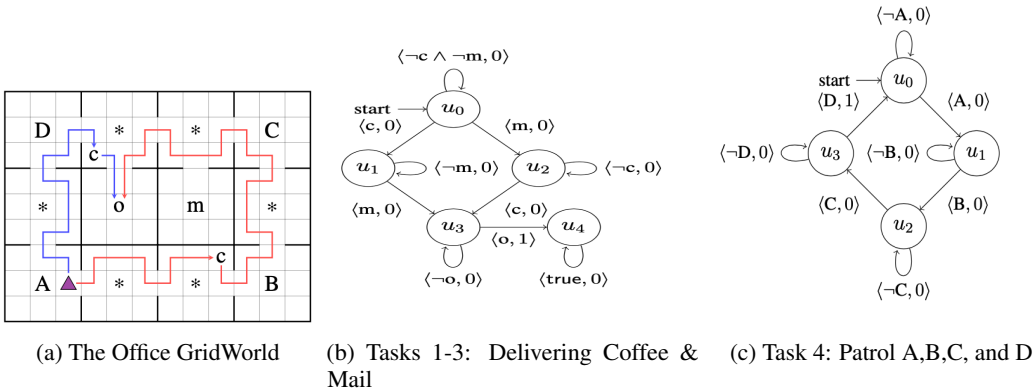 D * * C
c
* o m *
c
A * * B
(a) The Office GridWorld
⟨¬c ∧ ¬m, 0⟩
start u₀
⟨c, 0⟩ ⟨m, 0⟩
u₁ ⟨¬m, 0⟩ u₂ ⟨¬c, 0⟩
⟨m, 0⟩ ⟨c, 0⟩
u₃ ⟨o, 1⟩ u₄
⟨¬o, 0⟩ ⟨true, 0⟩
(b) Tasks 1-3: Delivering Coffee &
Mail
⟨¬A, 0⟩
start u₀
⟨D, 1⟩ ⟨A, 0⟩
⟨¬D, 0⟩ u₃ ⟨¬B, 0⟩ u₁
⟨C, 0⟩ ⟨B, 0⟩
u₂
⟨¬C, 0⟩
(c) Task 4: Patrol A,B,C, and D